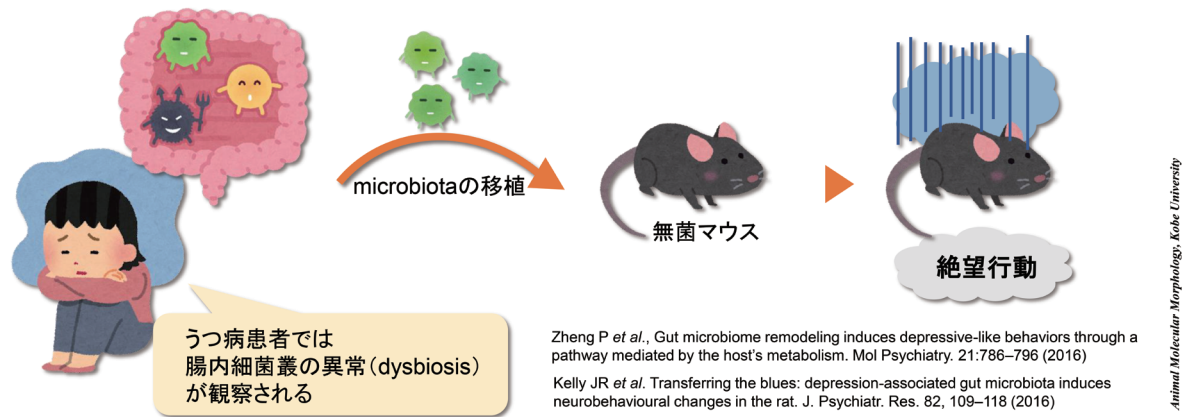 microbiotaの移植
無菌マウス
絶望行動
うつ病患者では
腸内細菌叢の異常（dysbiosis）
が観察される
Zheng P et al., Gut microbiome remodeling induces depressive-like behaviors through a
pathway mediated by the host’s metabolism. Mol Psychiatry. 21:786–796 (2016)
Kelly JR et al. Transferring the blues: depression-associated gut microbiota induces
neurobehavioural changes in the rat. J. Psychiatr. Res. 82, 109–118 (2016)
Animal Molecular Morphology, Kobe University